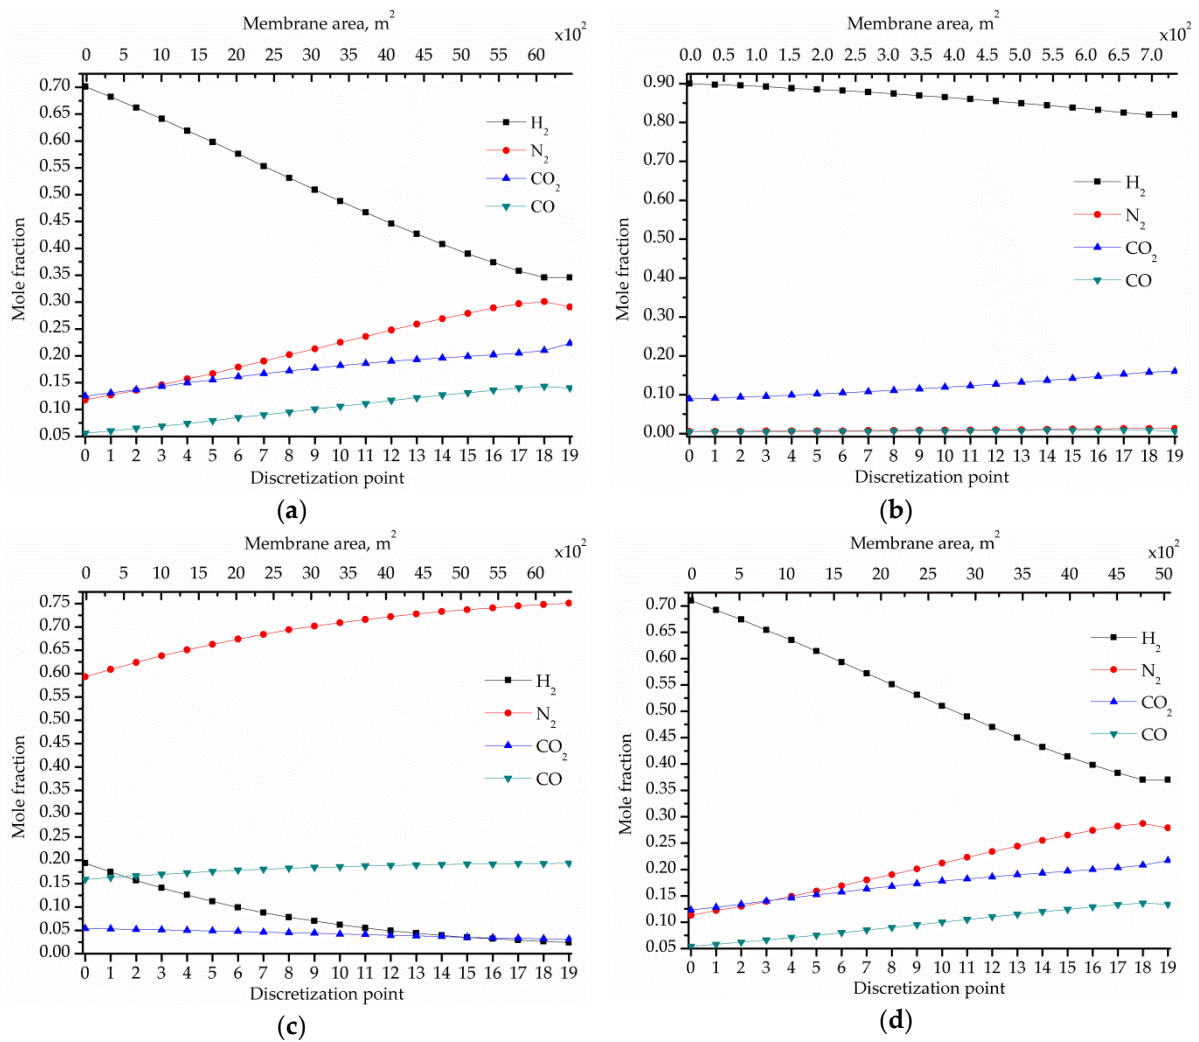 Membrane area, m²
x10²
0 5 10 15 20 25 30 35 40 45 50 55 60
0.70
0.65
0.60
0.55
0.50
0.45
0.40
0.35
0.30
0.25
0.20
0.15
0.10
0.05
Mole fraction
H₂
N₂
CO₂
CO
0 1 2 3 4 5 6 7 8 9 10 11 12 13 14 15 16 17 18 19
Discretization point
(a)
Membrane area, m²
x10²
0.0 0.5 1.0 1.5 2.0 2.5 3.0 3.5 4.0 4.5 5.0 5.5 6.0 6.5 7.0
0.90
0.80
0.70
0.60
0.50
0.40
0.30
0.20
0.10
0.00
Mole fraction
H₂
N₂
CO₂
CO
0 1 2 3 4 5 6 7 8 9 10 11 12 13 14 15 16 17 18 19
Discretization point
(b)
Membrane area, m²
x10²
0 5 10 15 20 25 30 35 40 45 50 55 60
0.75
0.70
0.65
0.60
0.55
0.50
0.45
0.40
0.35
0.30
0.25
0.20
0.15
0.10
0.05
0.00
Mole fraction
H₂
N₂
CO₂
CO
0 1 2 3 4 5 6 7 8 9 10 11 12 13 14 15 16 17 18 19
Discretization point
(c)
Membrane area, m²
x10²
0 5 10 15 20 25 30 35 40 45 50
0.70
0.65
0.60
0.55
0.50
0.45
0.40
0.35
0.30
0.25
0.20
0.15
0.10
0.05
Mole fraction
H₂
N₂
CO₂
CO
0 1 2 3 4 5 6 7 8 9 10 11 12 13 14 15 16 17 18 19
Discretization point
(d)